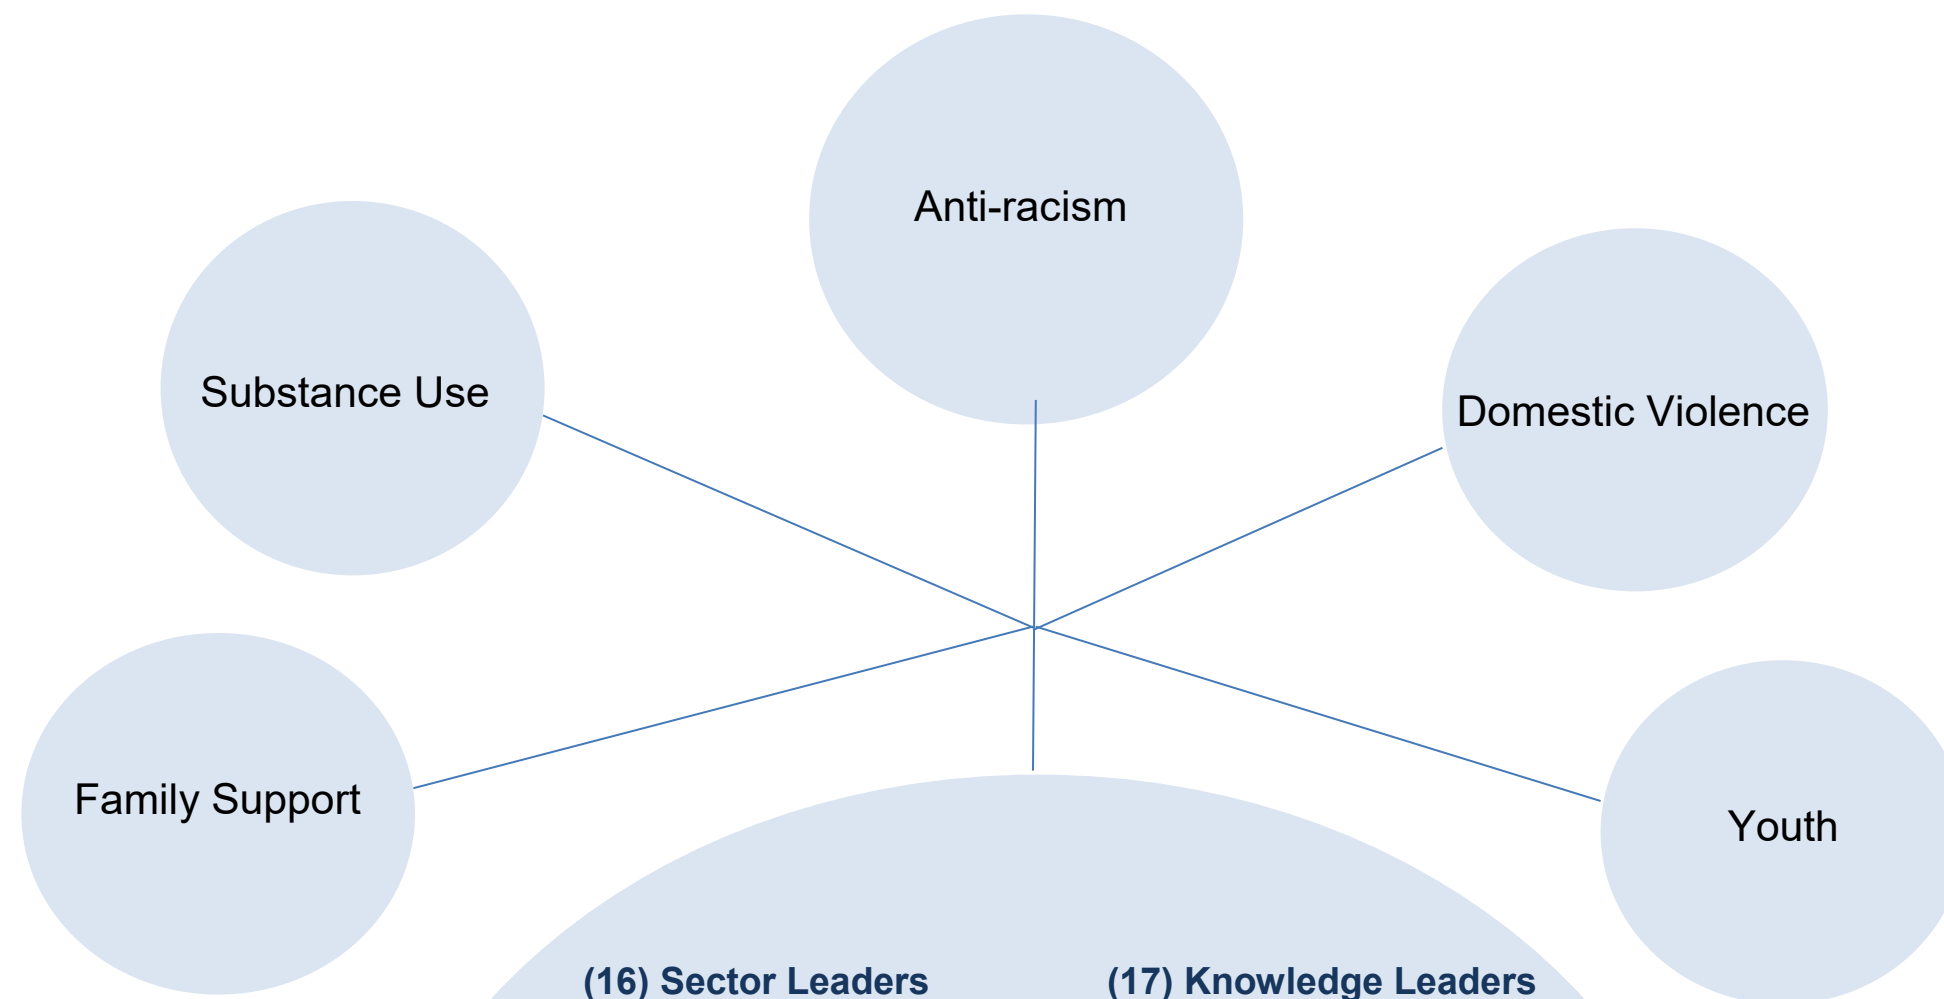 Anti-racism
Substance Use
Domestic Violence
Family Support
Youth
(16) Sector Leaders
(17) Knowledge Leaders